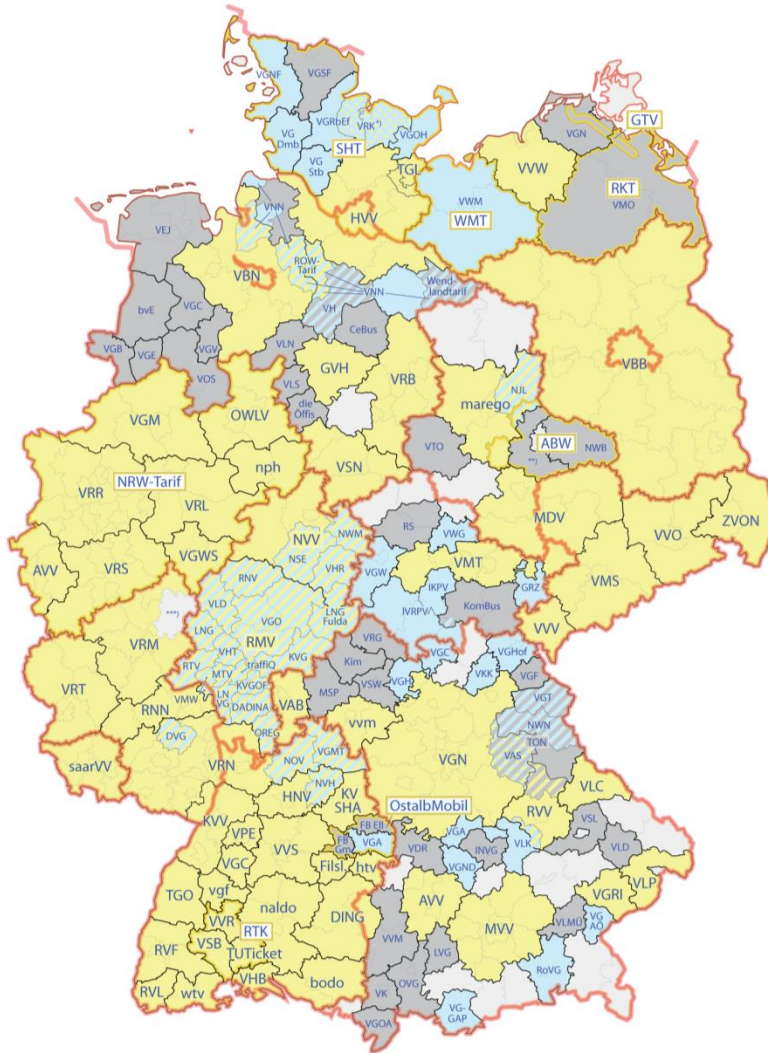 VGNF
VGSF
VGRbEf
VRK*)
VGOH
VG
Dmb
SHT
VG
Stb
TGL
HVV
VGN
GTV
VVW
RKT
VMO
VWM
WMT
VEJ
VNN
VBN
ROW-
Tarif
VNN
Wend-
landtarif
VH
CeBus
bvE
VGC
VGB
VGE
VGV
VOS
VLN
VLS
die
Öffis
GVH
VRB
VBB
NJL
marego
ABW
**)
NWB
VTO
VGM
OWLV
nph
VSN
VRR
NRW-Tarif
VRL
VGWS
AVV
VRS
MDV
VVO
ZVON
VMS
VVV
NVV
NWM
NSE
VHR
RS
VWG
VGW
VMT
IKPV
IVRPV^
GRZ
KomBus
***)
VRM
VRT
RNN
VMW
DVG
saarVV
VRN
RNV
VLD
VGO
LNG
Fulda
LNG
RMV
VHT
traffiQ
RTV
MTV
KVG
KVGOF
LN
VG
DADINA
OREG
VAB
VRG
Kim
MSP
VSW
VGH
VGC
VGHof
VKK
VGF
VGT
NWN
TON
VAS
vvm
VGN
VLC
RVV
NOV
VGMT
NVH
HNV
KV
SHA
OstalbMobil
FB Ell
FB
Gm
VGA
KVV
VPE
VVS
VGC
Filsl.
htv
TGO
vgf
naldo
DING
VVR
RTK
VSB
TUTicket
RVF
RVL
wtv
VHB
bodo
VDR
VGA
VGND
INVG
VLK
VSL
VLD
AVV
MVV
VGRI
VLP
VLMÜ
VG
AÖ
VVM
LVG
RoVG
VK
OVG
VG-
GAP
VGOA